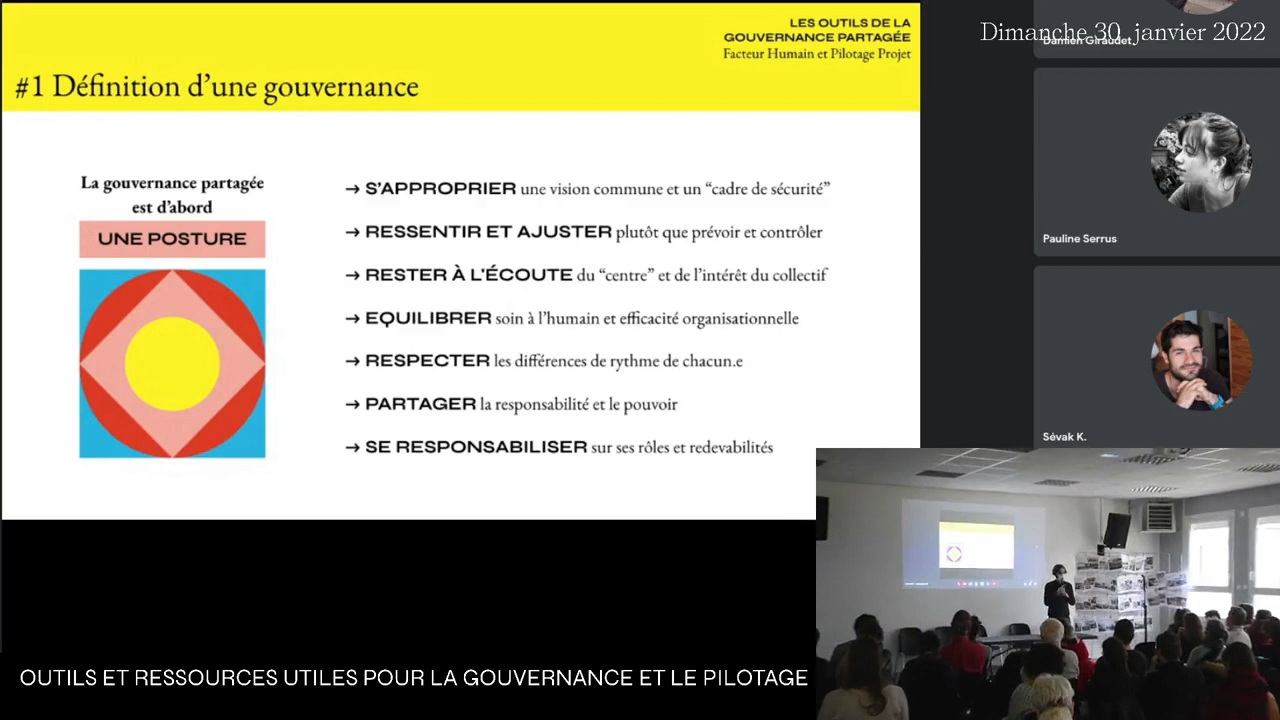 LES OUTILS DE LA
GOUVERNANCE PARTAGÉE
Facteur Humain et Pilotage Projet
#1 Définition d’une gouvernance
La gouvernance partagée
est d’abord
UNE POSTURE
→ S’APPROPRIER une vision commune et un “cadre de sécurité”
→ RESSENTIR ET AJUSTER plutôt que prévoir et contrôler
→ RESTER À L’ÉCOUTE du “centre” et de l’intérêt du collectif
→ EQUILIBRER soin à l’humain et efficacité organisationnelle
→ RESPECTER les différences de rythme de chacun.e
→ PARTAGER la responsabilité et le pouvoir
→ SE RESPONSABILISER sur ses rôles et redevabilités
Dimanche 30 janvier 2022
Damien Giraudet
Pauline Serrus
Sévak K.
OUTILS ET RESSOURCES UTILES POUR LA GOUVERNANCE ET LE PILOTAGE